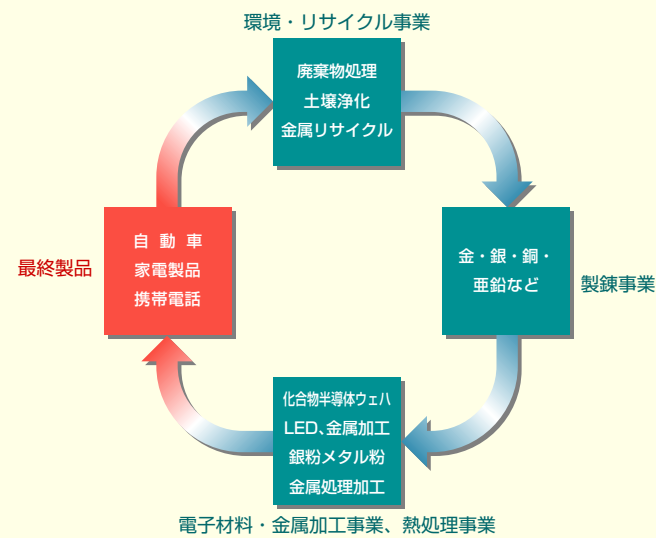 環境・リサイクル事業
廃棄物処理
土壌浄化
金属リサイクル
最終製品
自 動 車
家電製品
携帯電話
金・銀・銅・
亜鉛など
製錬事業
化合物半導体ウェハ
LED、金属加工
銀粉メタル粉
金属処理加工
電子材料・金属加工事業、熱処理事業